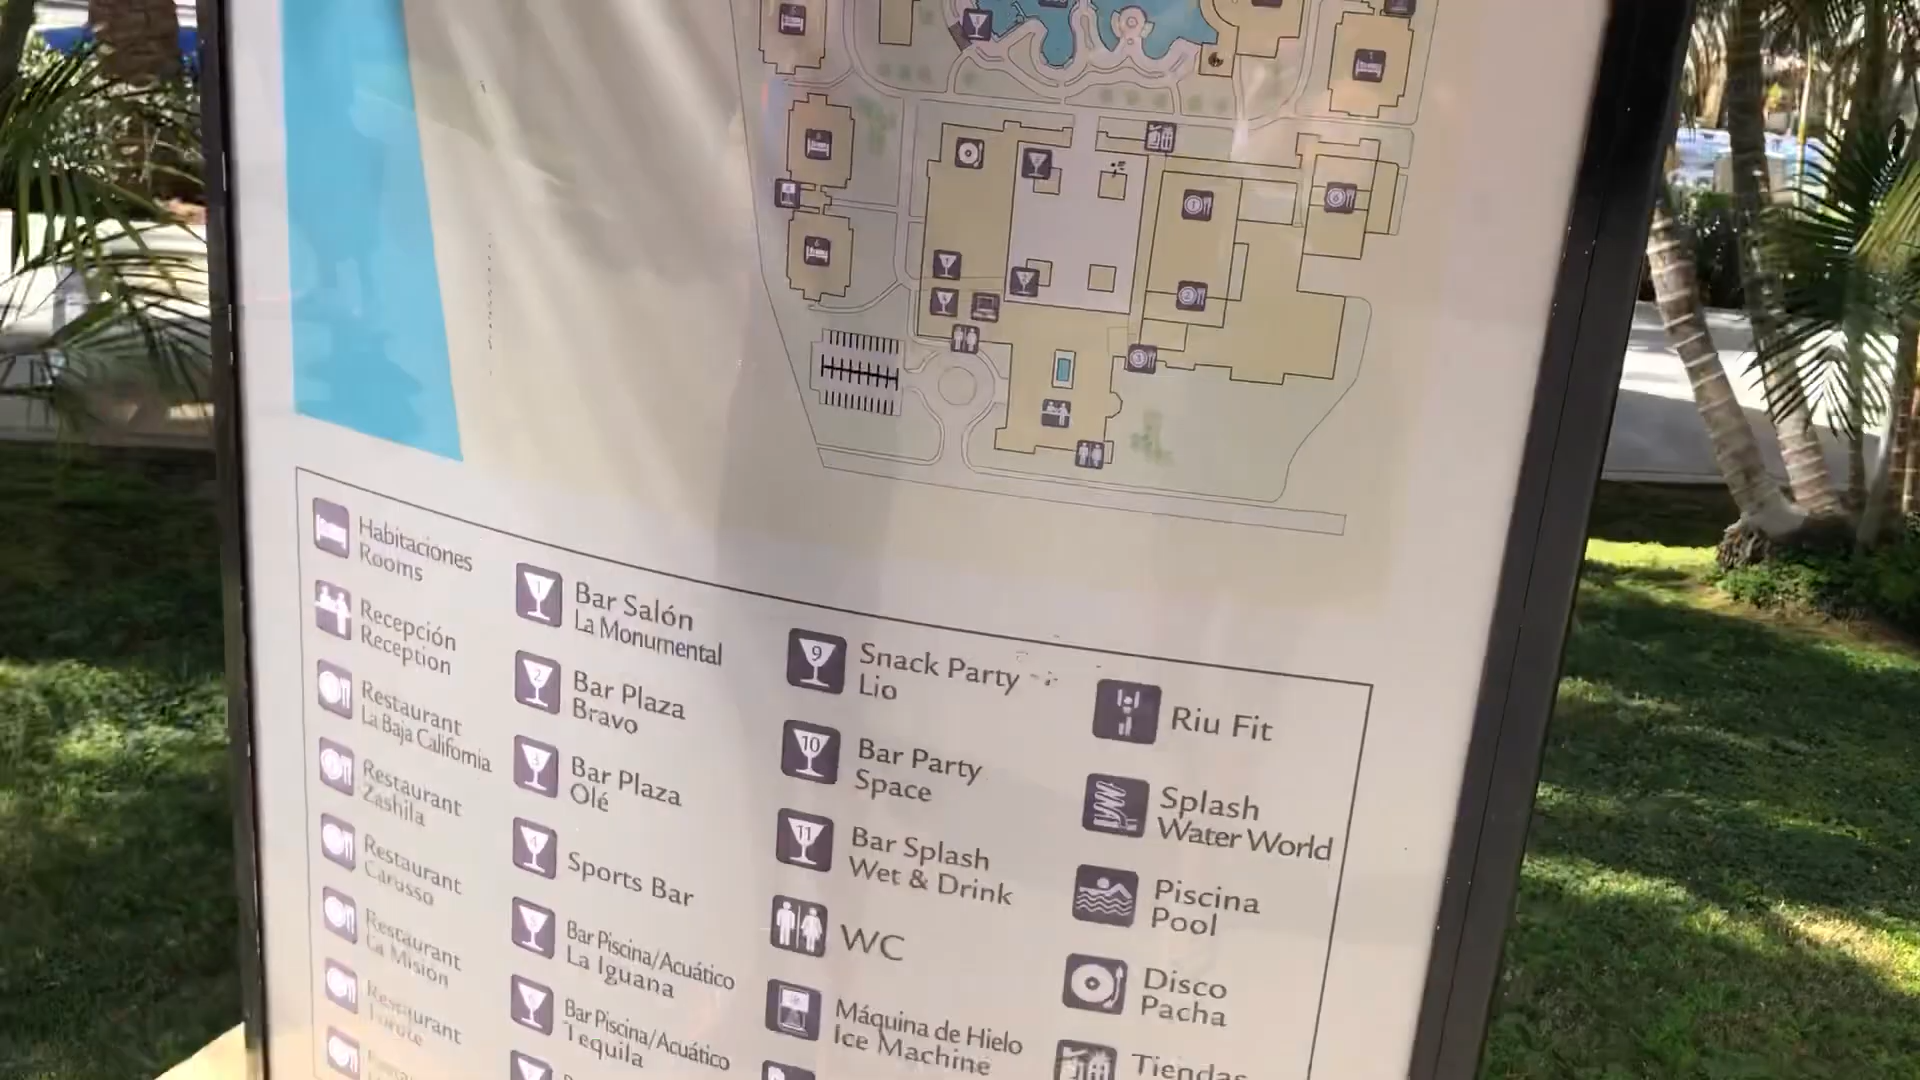 Habitaciones
Rooms
Recepción
Reception
Restaurant
La Baja California
Restaurant
Zashila
Restaurant
Carusso
Restaurant
La Misión
Restaurant
1
Bar Salón
La Monumental
2
Bar Plaza
Bravo
3
Bar Plaza
Olé
4
Sports Bar
5
Bar Piscina/Acuático
La Iguana
6
Bar Piscina/Acuático
Tequila
9
Snack Party
Lio
10
Bar Party
Space
11
Bar Splash
Wet & Drink
WC
Máquina de Hielo
Ice Machine
Riu Fit
Splash
Water World
Piscina
Pool
Disco
Pacha
Tiendas